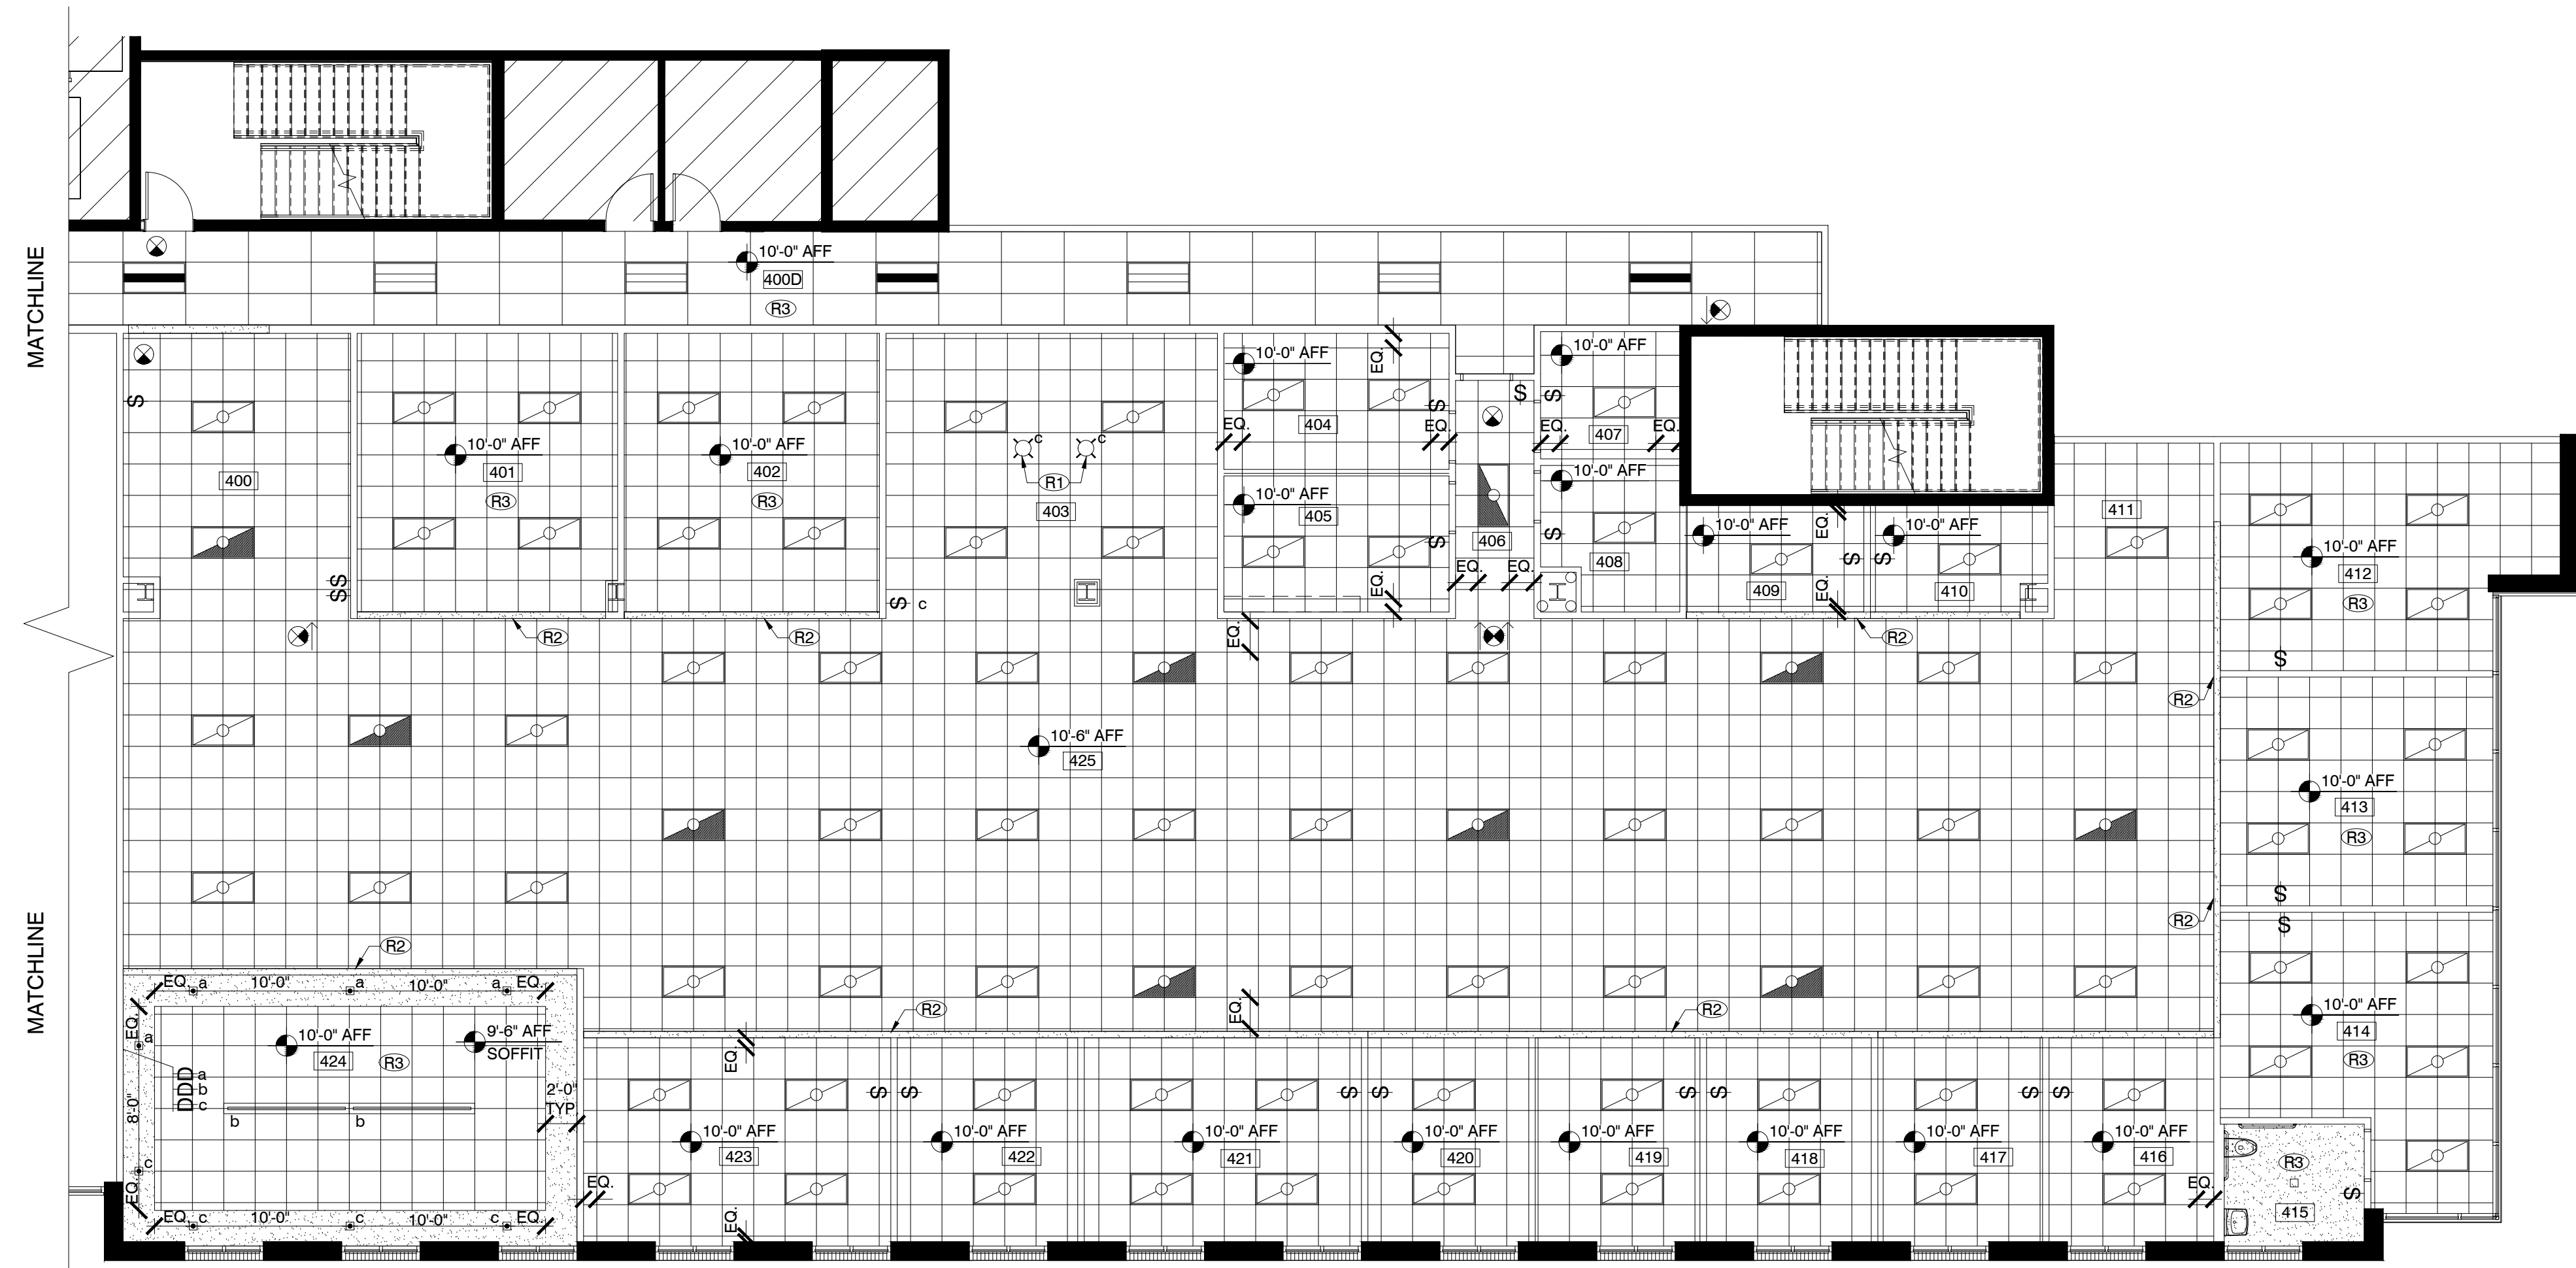 MATCHLINE
10'-0" AFF
400D
R3
10'-0" AFF
EQ.
10'-0" AFF
S
S
S
S
EQ.
404
EQ.
EQ.
407
EQ.
c
c
10'-0" AFF
401
R3
10'-0" AFF
402
R3
400
R1
403
10'-0" AFF
405
S
10'-0" AFF
S
406
408
EQ.
EQ.
EQ.
10'-0" AFF
409
EQ.
EQ.
S
S
10'-0" AFF
410
411
10'-0" AFF
412
R3
S
S
S
S
c
R2
R2
EQ.
R2
R2
10'-6" AFF
425
10'-0" AFF
413
R3
S
S
R2
MATCHLINE
R2
EQ.
a
10'-0"
a
10'-0"
a
EQ.
EQ.
a
10'-0" AFF
424
R3
9'-6" AFF
SOFFIT
DDD
a
b
c
2'-0"
TYP
8'-0"
b
b
c
EQ.
EQ.
c
10'-0"
c
10'-0"
c
EQ.
R2
EQ.
R2
EQ.
10'-0" AFF
414
R3
S
S
S
S
S
S
S
S
10'-0" AFF
423
10'-0" AFF
422
10'-0" AFF
421
10'-0" AFF
420
10'-0" AFF
419
10'-0" AFF
418
10'-0" AFF
417
10'-0" AFF
416
EQ.
EQ.
EQ.
R3
S
415